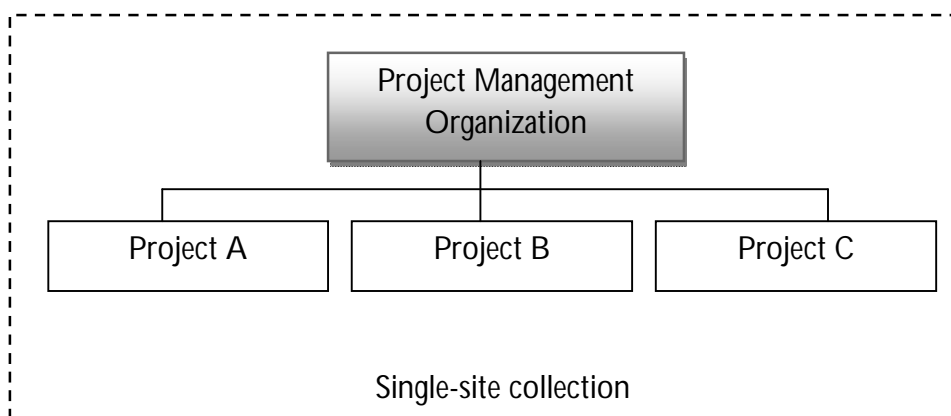 Project Management
Organization
Project A
Project B
Project C
Single-site collection